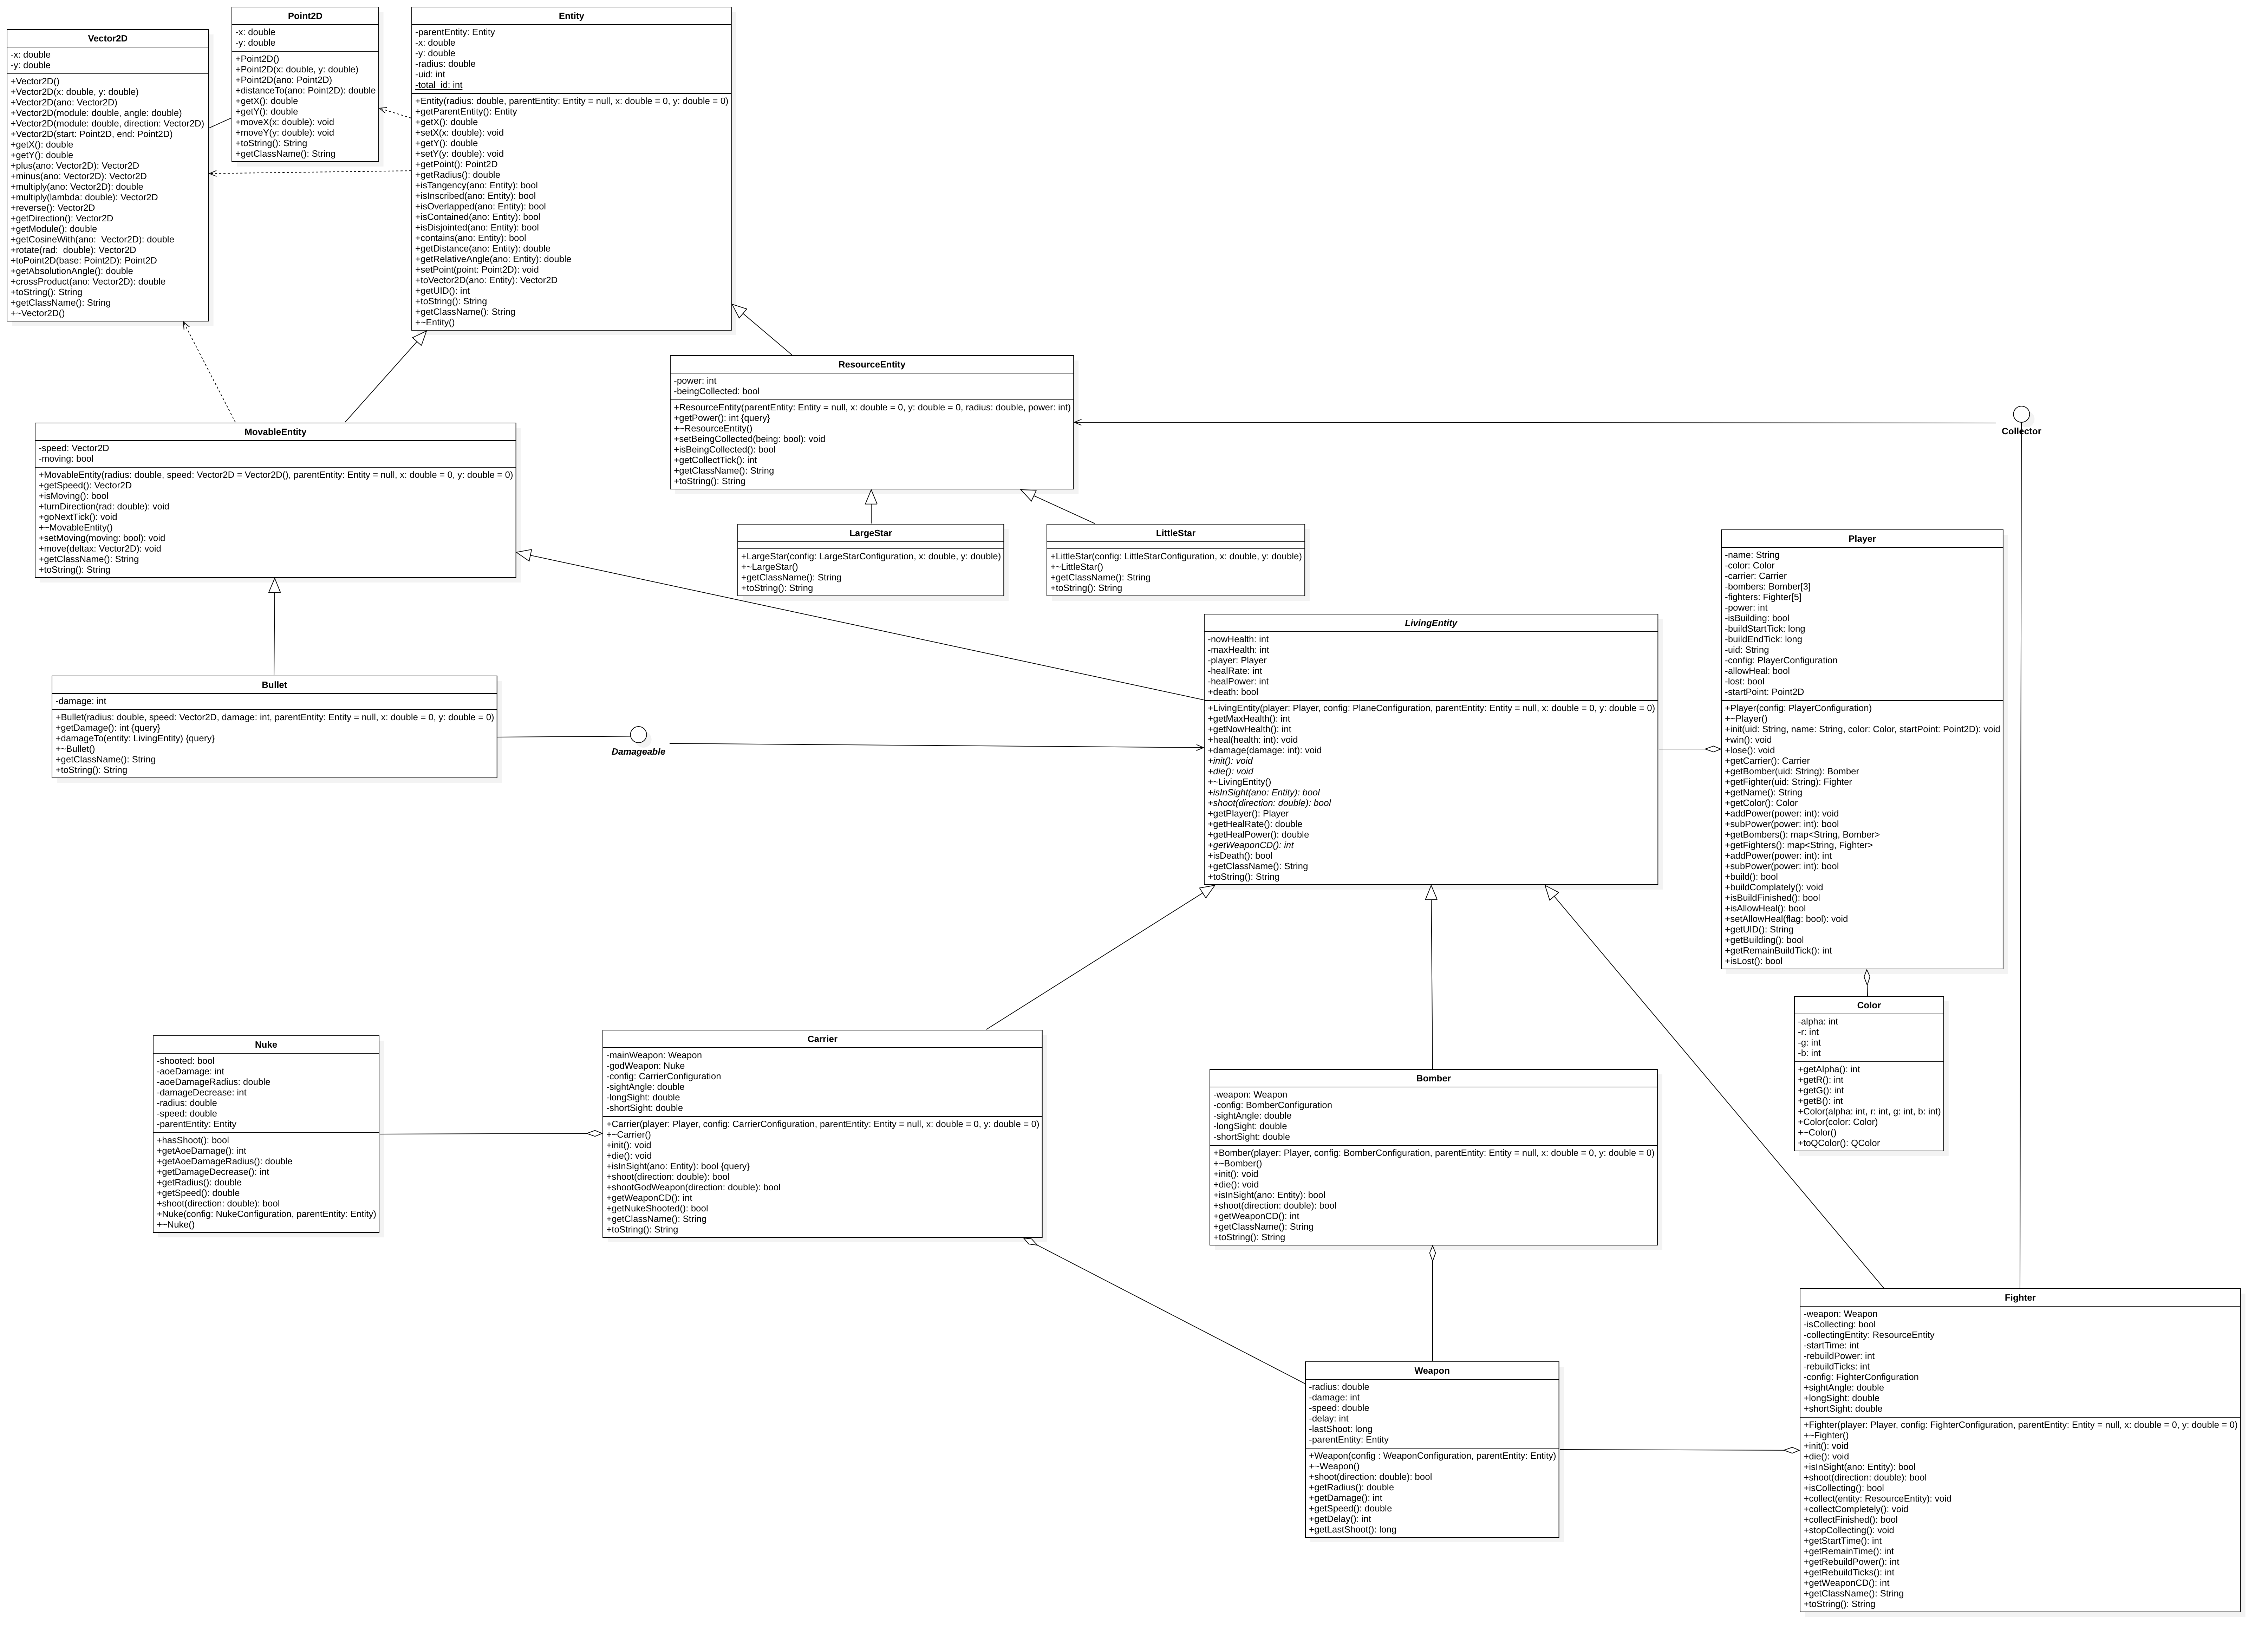 Vector2D
-x: double
-y: double
+Vector2D()
+Vector2D(x: double, y: double)
+Vector2D(ano: Vector2D)
+Vector2D(module: double, angle: double)
+Vector2D(module: double, direction: Vector2D)
+Vector2D(start: Point2D, end: Point2D)
+getX(): double
+getY(): double
+plus(ano: Vector2D): Vector2D
+minus(ano: Vector2D): Vector2D
+multiply(ano: Vector2D): double
+multiply(lambda: double): Vector2D
+reverse(): Vector2D
+getDirection(): Vector2D
+getModule(): double
+getCosineWith(ano:  Vector2D): double
+rotate(rad:  double): Vector2D
+toPoint2D(base: Point2D): Point2D
+getAbsolutionAngle(): double
+crossProduct(ano: Vector2D): double
+toString(): String
+getClassName(): String
+~Vector2D()
Point2D
-x: double
-y: double
+Point2D()
+Point2D(x: double, y: double)
+Point2D(ano: Point2D)
+distanceTo(ano: Point2D): double
+getX(): double
+getY(): double
+moveX(x: double): void
+moveY(y: double): void
+toString(): String
+getClassName(): String
Entity
-parentEntity: Entity
-x: double
-y: double
-radius: double
-uid: int
-total_id: int
+Entity(radius: double, parentEntity: Entity = null, x: double = 0, y: double = 0)
+getParentEntity(): Entity
+getX(): double
+setX(x: double): void
+getY(): double
+setY(y: double): void
+getPoint(): Point2D
+getRadius(): double
+isTangency(ano: Entity): bool
+isInscribed(ano: Entity): bool
+isOverlapped(ano: Entity): bool
+isContained(ano: Entity): bool
+isDisjointed(ano: Entity): bool
+contains(ano: Entity): bool
+getDistance(ano: Entity): double
+getRelativeAngle(ano: Entity): double
+setPoint(point: Point2D): void
+toVector2D(ano: Entity): Vector2D
+getUID(): int
+toString(): String
+getClassName(): String
+~Entity()
ResourceEntity
-power: int
-beingCollected: bool
+ResourceEntity(parentEntity: Entity = null, x: double = 0, y: double = 0, radius: double, power: int)
+getPower(): int {query}
+~ResourceEntity()
+setBeingCollected(being: bool): void
+isBeingCollected(): bool
+getCollectTick(): int
+getClassName(): String
+toString(): String
Collector
MovableEntity
-speed: Vector2D
-moving: bool
+MovableEntity(radius: double, speed: Vector2D = Vector2D(), parentEntity: Entity = null, x: double = 0, y: double = 0)
+getSpeed(): Vector2D
+isMoving(): bool
+turnDirection(rad: double): void
+goNextTick(): void
+~MovableEntity()
+setMoving(moving: bool): void
+move(deltax: Vector2D): void
+getClassName(): String
+toString(): String
LargeStar
+LargeStar(config: LargeStarConfiguration, x: double, y: double)
+~LargeStar()
+getClassName(): String
+toString(): String
LittleStar
+LittleStar(config: LittleStarConfiguration, x: double, y: double)
+~LittleStar()
+getClassName(): String
+toString(): String
Player
-name: String
-color: Color
-carrier: Carrier
-bombers: Bomber[3]
-fighters: Fighter[5]
-power: int
-isBuilding: bool
-buildStartTick: long
-buildEndTick: long
-uid: String
-config: PlayerConfiguration
-allowHeal: bool
-lost: bool
-startPoint: Point2D
+Player(config: PlayerConfiguration)
+~Player()
+init(uid: String, name: String, color: Color, startPoint: Point2D): void
+win(): void
+lose(): void
+getCarrier(): Carrier
+getBomber(uid: String): Bomber
+getFighter(uid: String): Fighter
+getName(): String
+getColor(): Color
+addPower(power: int): void
+subPower(power: int): bool
+getBombers(): map<String, Bomber>
+getFighters(): map<String, Fighter>
+addPower(power: int): int
+subPower(power: int): bool
+build(): bool
+buildComplately(): void
+isBuildFinished(): bool
+isAllowHeal(): bool
+setAllowHeal(flag: bool): void
+getUID(): String
+getBuilding(): bool
+getRemainBuildTick(): int
+isLost(): bool
LivingEntity
-nowHealth: int
-maxHealth: int
-player: Player
-healRate: int
-healPower: int
+death: bool
+LivingEntity(player: Player, config: PlaneConfiguration, parentEntity: Entity = null, x: double = 0, y: double = 0)
+getMaxHealth(): int
+getNowHealth(): int
+heal(health: int): void
+damage(damage: int): void
+init(): void
+die(): void
+~LivingEntity()
+isInSight(ano: Entity): bool
+shoot(direction: double): bool
+getPlayer(): Player
+getHealRate(): double
+getHealPower(): double
+getWeaponCD(): int
+isDeath(): bool
+getClassName(): String
+toString(): String
Bullet
-damage: int
+Bullet(radius: double, speed: Vector2D, damage: int, parentEntity: Entity = null, x: double = 0, y: double = 0)
+getDamage(): int {query}
+damageTo(entity: LivingEntity) {query}
+~Bullet()
+getClassName(): String
+toString(): String
Damageable
Color
-alpha: int
-r: int
-g: int
-b: int
+getAlpha(): int
+getR(): int
+getG(): int
+getB(): int
+Color(alpha: int, r: int, g: int, b: int)
+Color(color: Color)
+~Color()
+toQColor(): QColor
Nuke
-shooted: bool
-aoeDamage: int
-aoeDamageRadius: double
-damageDecrease: int
-radius: double
-speed: double
-parentEntity: Entity
+hasShoot(): bool
+getAoeDamage(): int
+getAoeDamageRadius(): double
+getDamageDecrease(): int
+getRadius(): double
+getSpeed(): double
+shoot(direction: double): bool
+Nuke(config: NukeConfiguration, parentEntity: Entity)
+~Nuke()
Carrier
-mainWeapon: Weapon
-godWeapon: Nuke
-config: CarrierConfiguration
-sightAngle: double
-longSight: double
-shortSight: double
+Carrier(player: Player, config: CarrierConfiguration, parentEntity: Entity = null, x: double = 0, y: double = 0)
+~Carrier()
+init(): void
+die(): void
+isInSight(ano: Entity): bool {query}
+shoot(direction: double): bool
+shootGodWeapon(direction: double): bool
+getWeaponCD(): int
+getNukeShooted(): bool
+getClassName(): String
+toString(): String
Bomber
-weapon: Weapon
-config: BomberConfiguration
-sightAngle: double
-longSight: double
-shortSight: double
+Bomber(player: Player, config: BomberConfiguration, parentEntity: Entity = null, x: double = 0, y: double = 0)
+~Bomber()
+init(): void
+die(): void
+isInSight(ano: Entity): bool
+shoot(direction: double): bool
+getWeaponCD(): int
+getClassName(): String
+toString(): String
Weapon
-radius: double
-damage: int
-speed: double
-delay: int
-lastShoot: long
-parentEntity: Entity
+Weapon(config : WeaponConfiguration, parentEntity: Entity)
+~Weapon()
+shoot(direction: double): bool
+getRadius(): double
+getDamage(): int
+getSpeed(): double
+getDelay(): int
+getLastShoot(): long
Fighter
-weapon: Weapon
-isCollecting: bool
-collectingEntity: ResourceEntity
-startTime: int
-rebuildPower: int
-rebuildTicks: int
-config: FighterConfiguration
+sightAngle: double
+longSight: double
+shortSight: double
+Fighter(player: Player, config: FighterConfiguration, parentEntity: Entity = null, x: double = 0, y: double = 0)
+~Fighter()
+init(): void
+die(): void
+isInSight(ano: Entity): bool
+shoot(direction: double): bool
+isCollecting(): bool
+collect(entity: ResourceEntity): void
+collectCompletely(): void
+collectFinished(): bool
+stopCollecting(): void
+getStartTime(): int
+getRemainTime(): int
+getRebuildPower(): int
+getRebuildTicks(): int
+getWeaponCD(): int
+getClassName(): String
+toString(): String